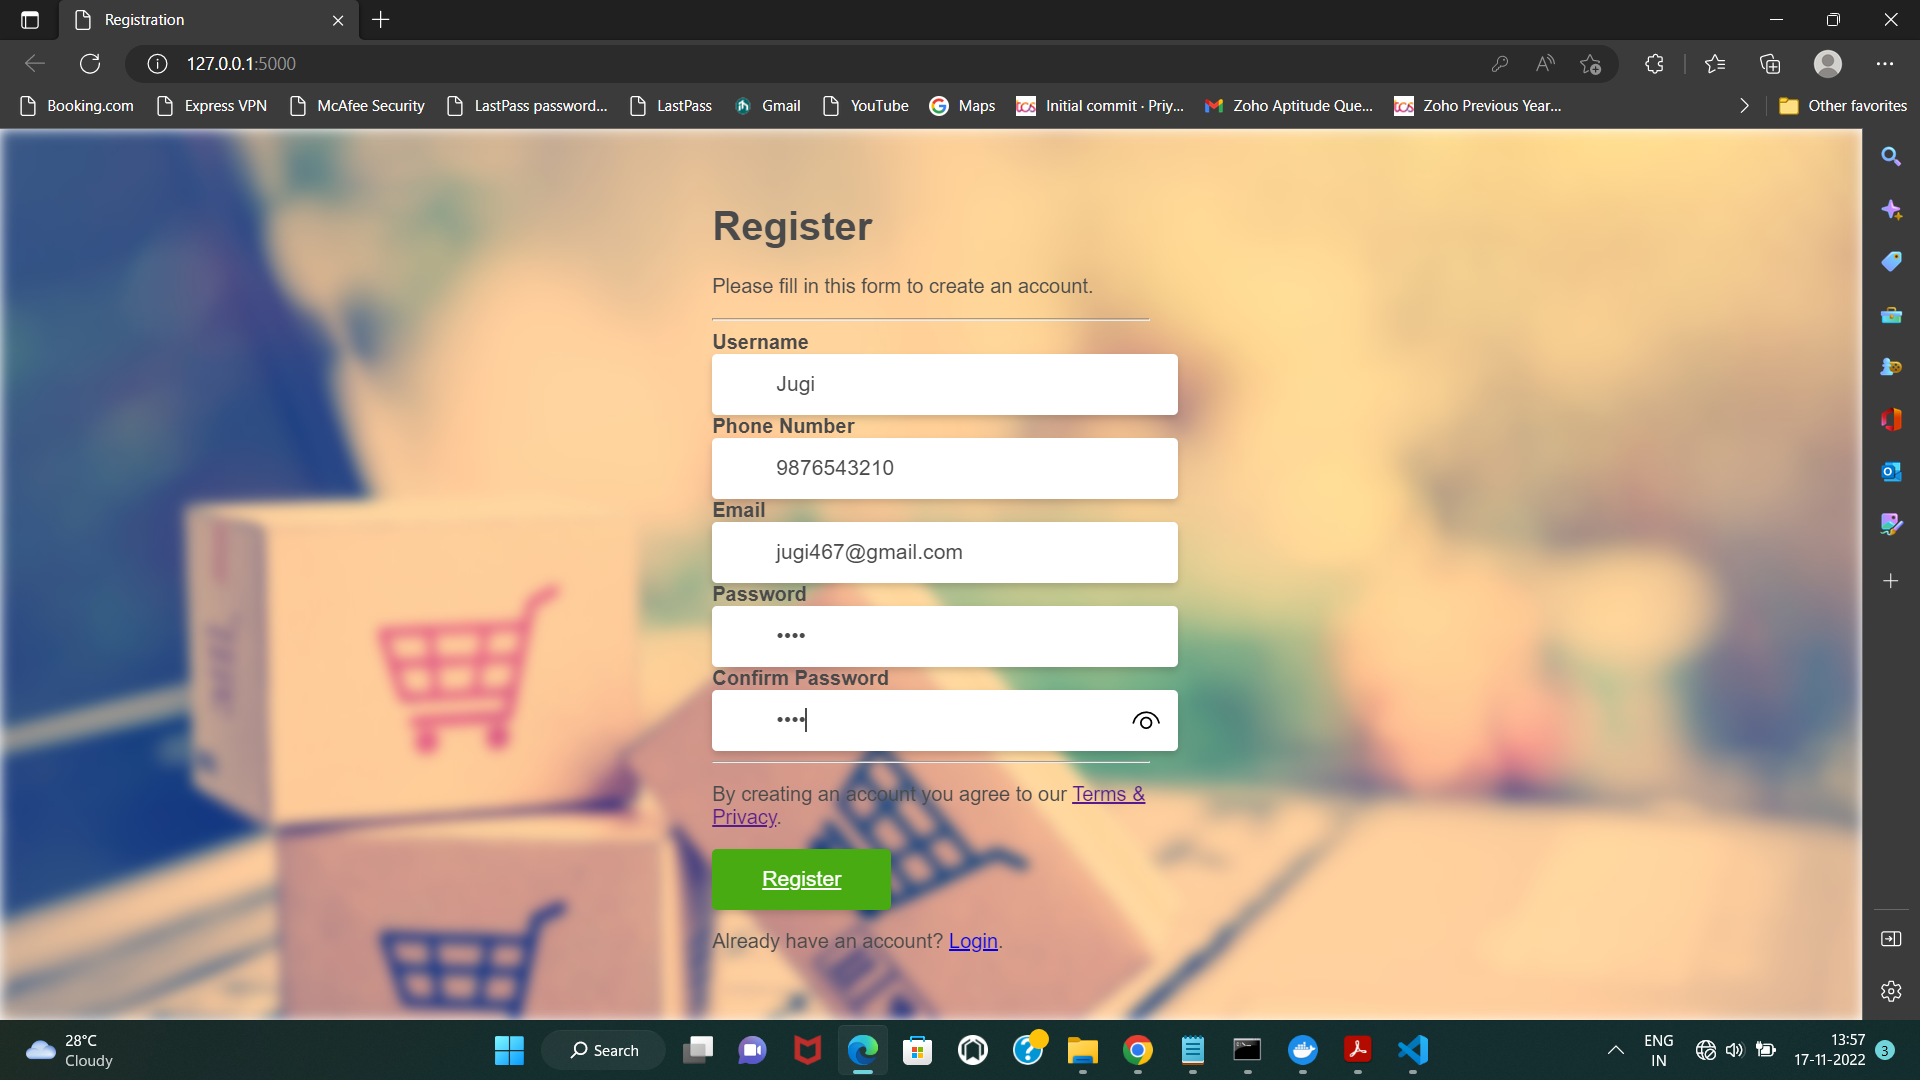 Registration
127.0.0.1:5000
Booking.com
Express VPN
McAfee Security
LastPass password...
LastPass
Gmail
YouTube
Maps
Initial commit · Priy...
Zoho Aptitude Que...
Zoho Previous Year...
Other favorites
Register
Please fill in this form to create an account.
Username
Jugi
Phone Number
9876543210
Email
jugi467@gmail.com
Password
••••
Confirm Password
••••
By creating an account you agree to our Terms &
Privacy.
Register
Already have an account? Login.
28°C
Cloudy
Search
ENG
IN
13:57
17-11-2022
3